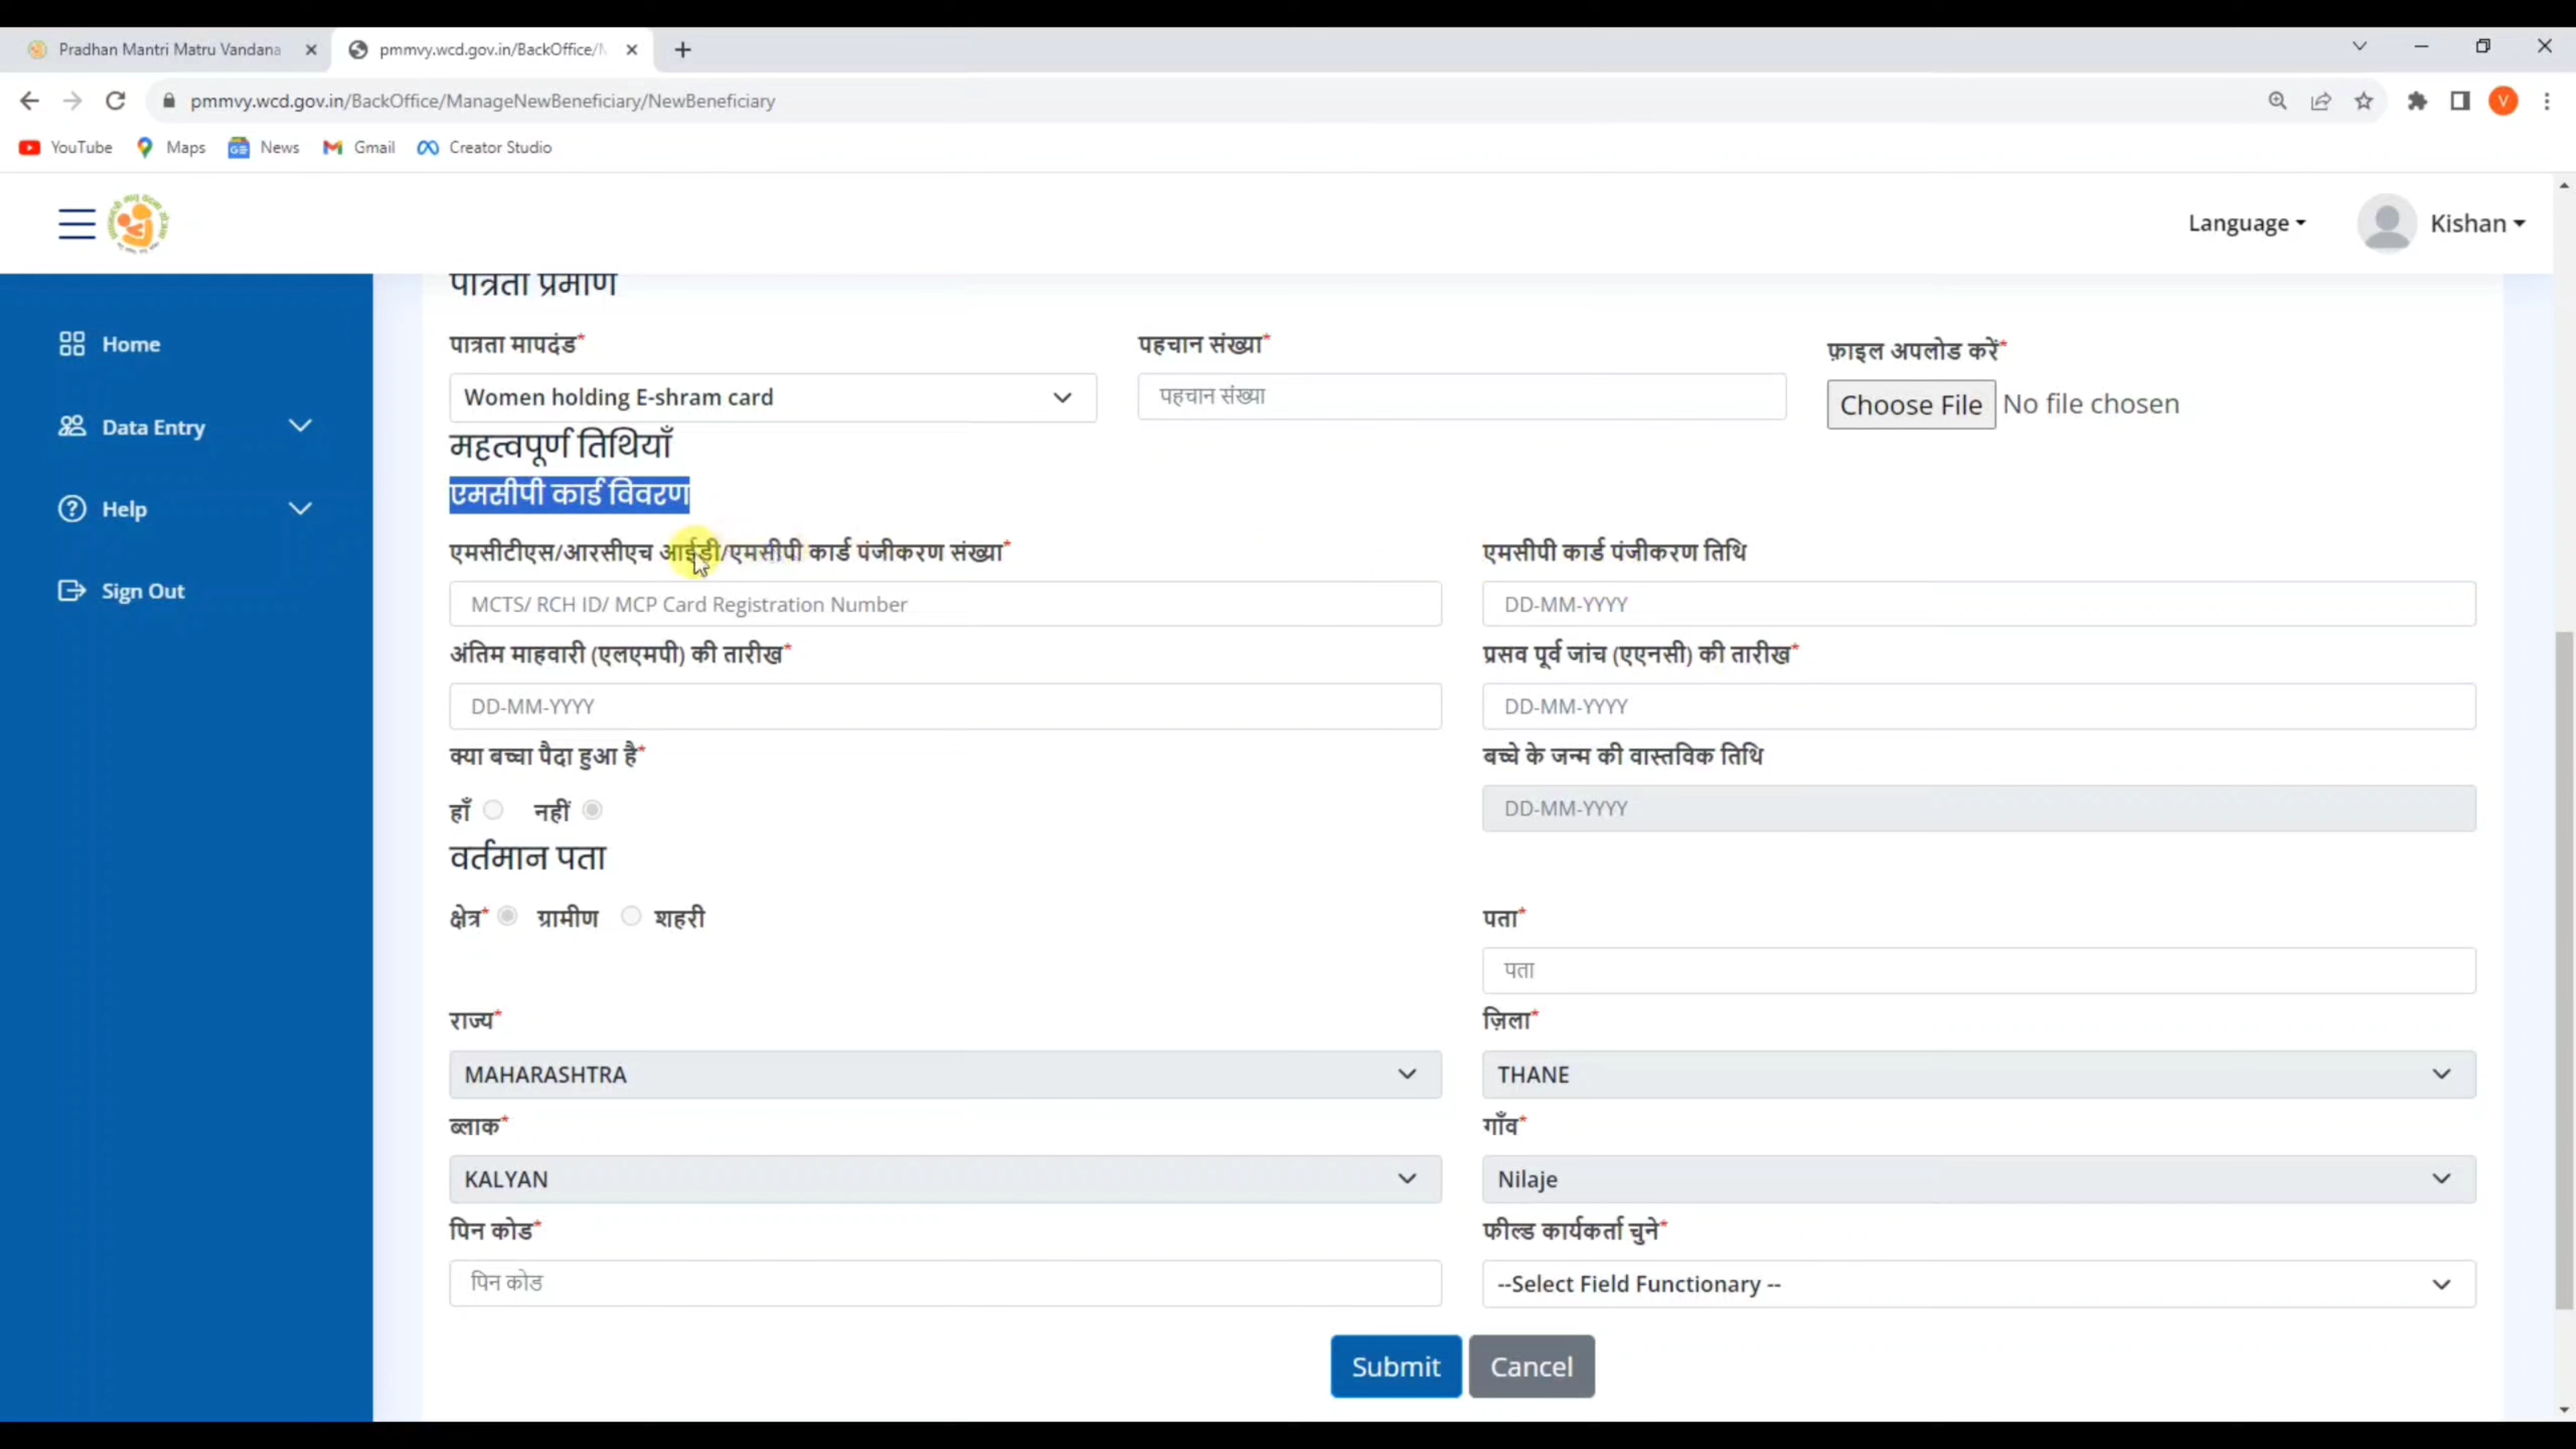 Pradhan Mantri Matru Vandana
pmmvy.wcd.gov.in/BackOffice/
pmmvy.wcd.gov.in/BackOffice/ManageNewBeneficiary/NewBeneficiary
V
YouTube Maps News Gmail Creator Studio
Language Kishan
Home
Data Entry
Help
Sign Out
पात्रता प्रमाण
पात्रता मापदंड* पहचान संख्या* फ़ाइल अपलोड करें*
Women holding E-shram card पहचान संख्या Choose File No file chosen
महत्वपूर्ण तिथियाँ
एमसीपी कार्ड विवरण
एमसीटीएस/आरसीएच आईडी/एमसीपी कार्ड पंजीकरण संख्या* एमसीपी कार्ड पंजीकरण तिथि
MCTS/ RCH ID/ MCP Card Registration Number DD-MM-YYYY
अंतिम माहवारी (एलएमपी) की तारीख* प्रसव पूर्व जांच (एएनसी) की तारीख*
DD-MM-YYYY DD-MM-YYYY
क्या बच्चा पैदा हुआ है* बच्चे के जन्म की वास्तविक तिथि
हाँ नहीं DD-MM-YYYY
वर्तमान पता
क्षेत्र* ग्रामीण शहरी पता*
पता
राज्य* ज़िला*
MAHARASHTRA THANE
ब्लाक* गाँव*
KALYAN Nilaje
पिन कोड* फील्ड कार्यकर्ता चुने*
पिन कोड --Select Field Functionary --
Submit Cancel